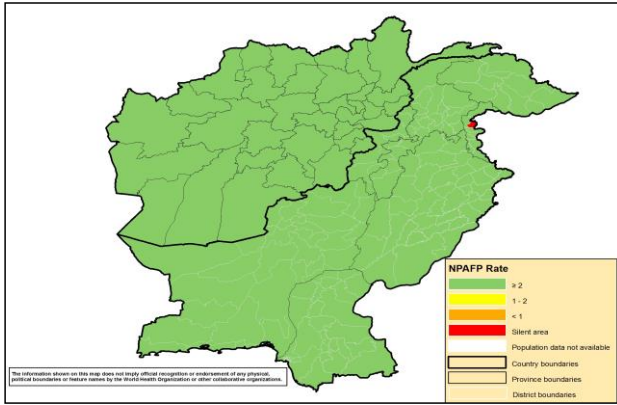 NPAFP Rate
≥ 2
1 - 2
< 1
Silent area
Population data not available
Country boundaries
Province boundaries
District boundaries
The information shown on this map does not imply official recognition or endorsement of any physical,
political boundaries or feature names by the World Health Organization or other collaborative organizations.